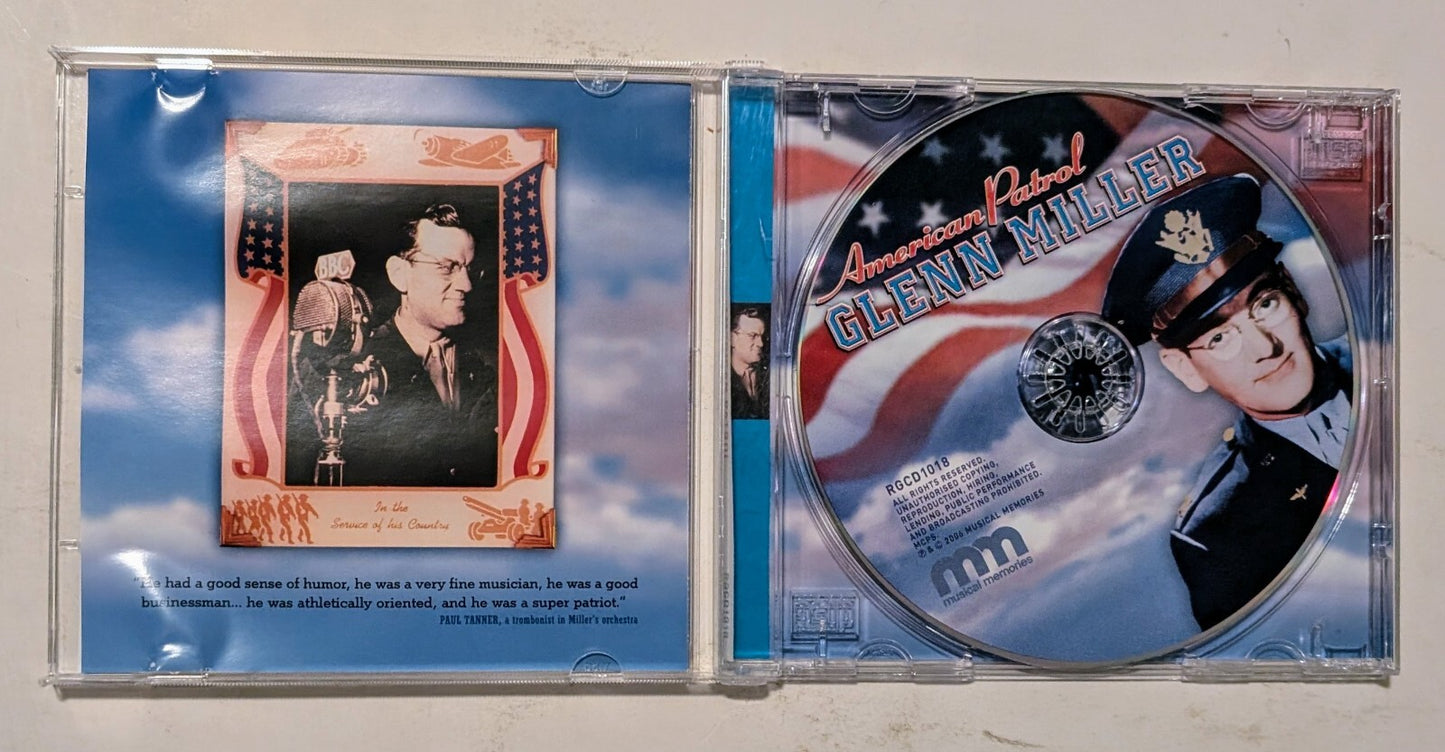 BBC
In the
Service of his Country
"He had a good sense of humor, he was a very fine musician, he was a good
businessman... he was athletically oriented, and he was a super patriot."
PAUL TANNER, a trombonist in Miller's orchestra
American Patrol
GLENN MILLER
RGCD1018
ALL RIGHTS RESERVED.
UNAUTHORISED COPYING,
REPRODUCTION, HIRING,
LENDING, PUBLIC PERFORMANCE
AND BROADCASTING PROHIBITED.
MCPS.
℗ & © 2006 MUSICAL MEMORIES
mm
musical memories